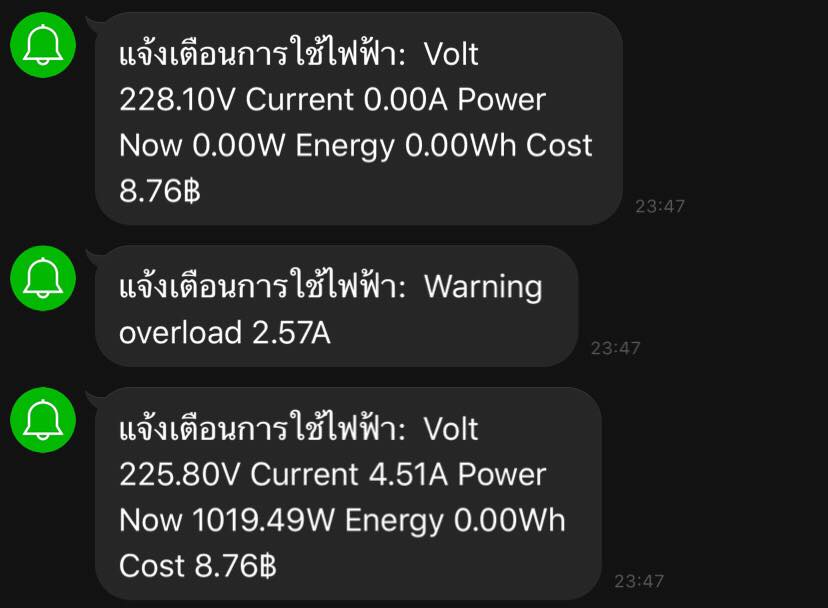 แจ้งเตือนการใช้ไฟฟ้า: Volt
228.10V Current 0.00A Power
Now 0.00W Energy 0.00Wh Cost
8.76฿
23:47
แจ้งเตือนการใช้ไฟฟ้า: Warning
overload 2.57A
23:47
แจ้งเตือนการใช้ไฟฟ้า: Volt
225.80V Current 4.51A Power
Now 1019.49W Energy 0.00Wh
Cost 8.76฿
23:47